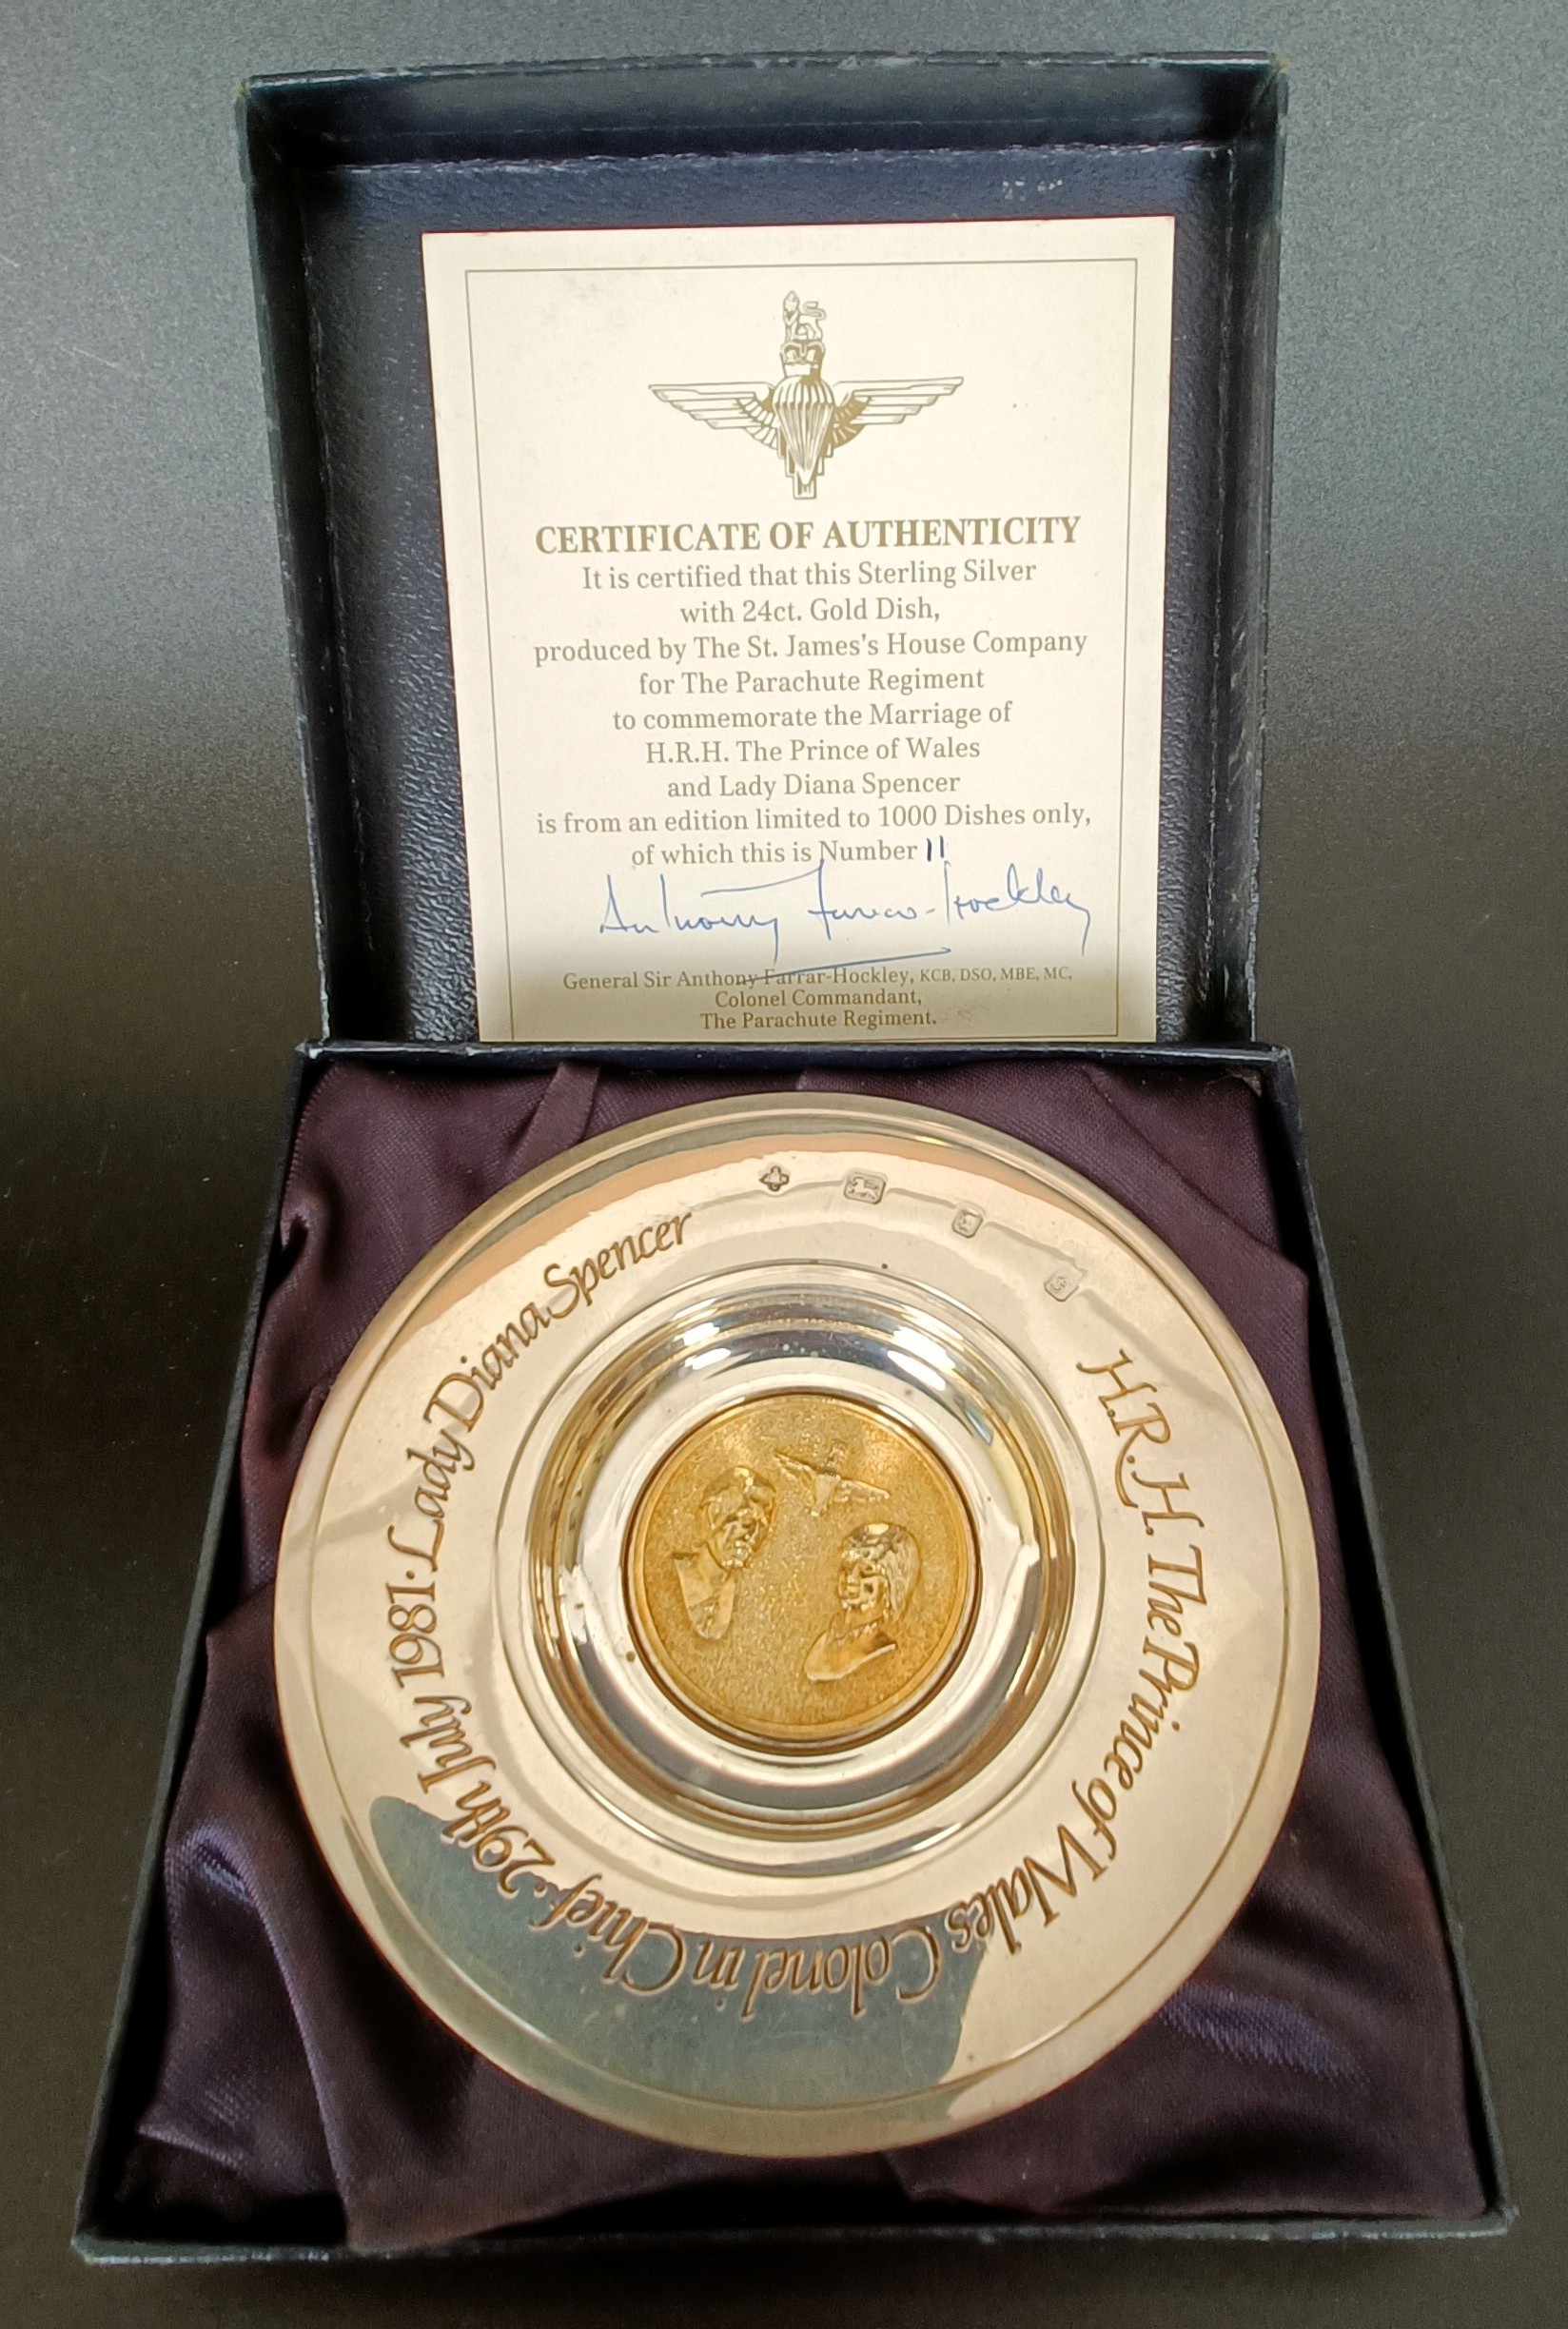 CERTIFICATE OF AUTHENTICITY
It is certified that this Sterling Silver
with 24ct. Gold Dish,
produced by The St. James's House Company
for The Parachute Regiment
to commemorate the Marriage of
H.R.H. The Prince of Wales
and Lady Diana Spencer
is from an edition limited to 1000 Dishes only,
of which this is Number 11
Anthony Farrar-Hockley
General Sir Anthony Farrar-Hockley, KCB, DSO, MBE, MC,
Colonel Commandant,
The Parachute Regiment.
H.R.H. The Prince of Wales Colonel in Chief · 29th July 1981 · Lady Diana Spencer